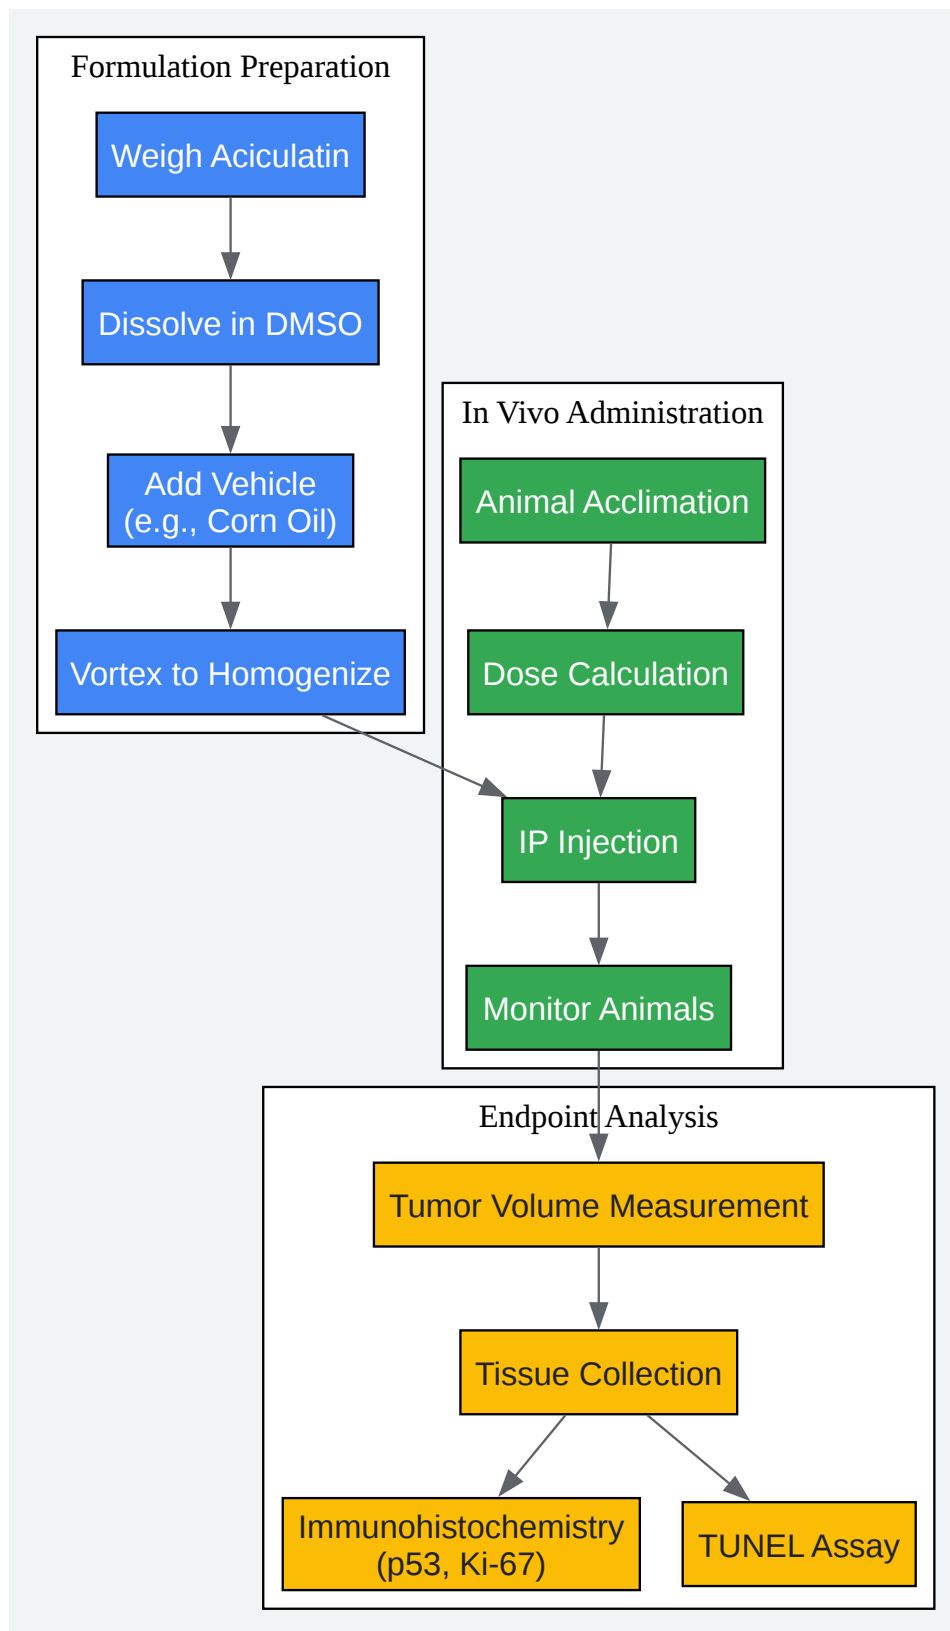 Formulation Preparation
Weigh Aciculatin
Dissolve in DMSO
Add Vehicle
(e.g., Corn Oil)
Vortex to Homogenize
In Vivo Administration
Animal Acclimation
Dose Calculation
IP Injection
Monitor Animals
Endpoint Analysis
Tumor Volume Measurement
Tissue Collection
Immunohistochemistry
(p53, Ki-67)
TUNEL Assay